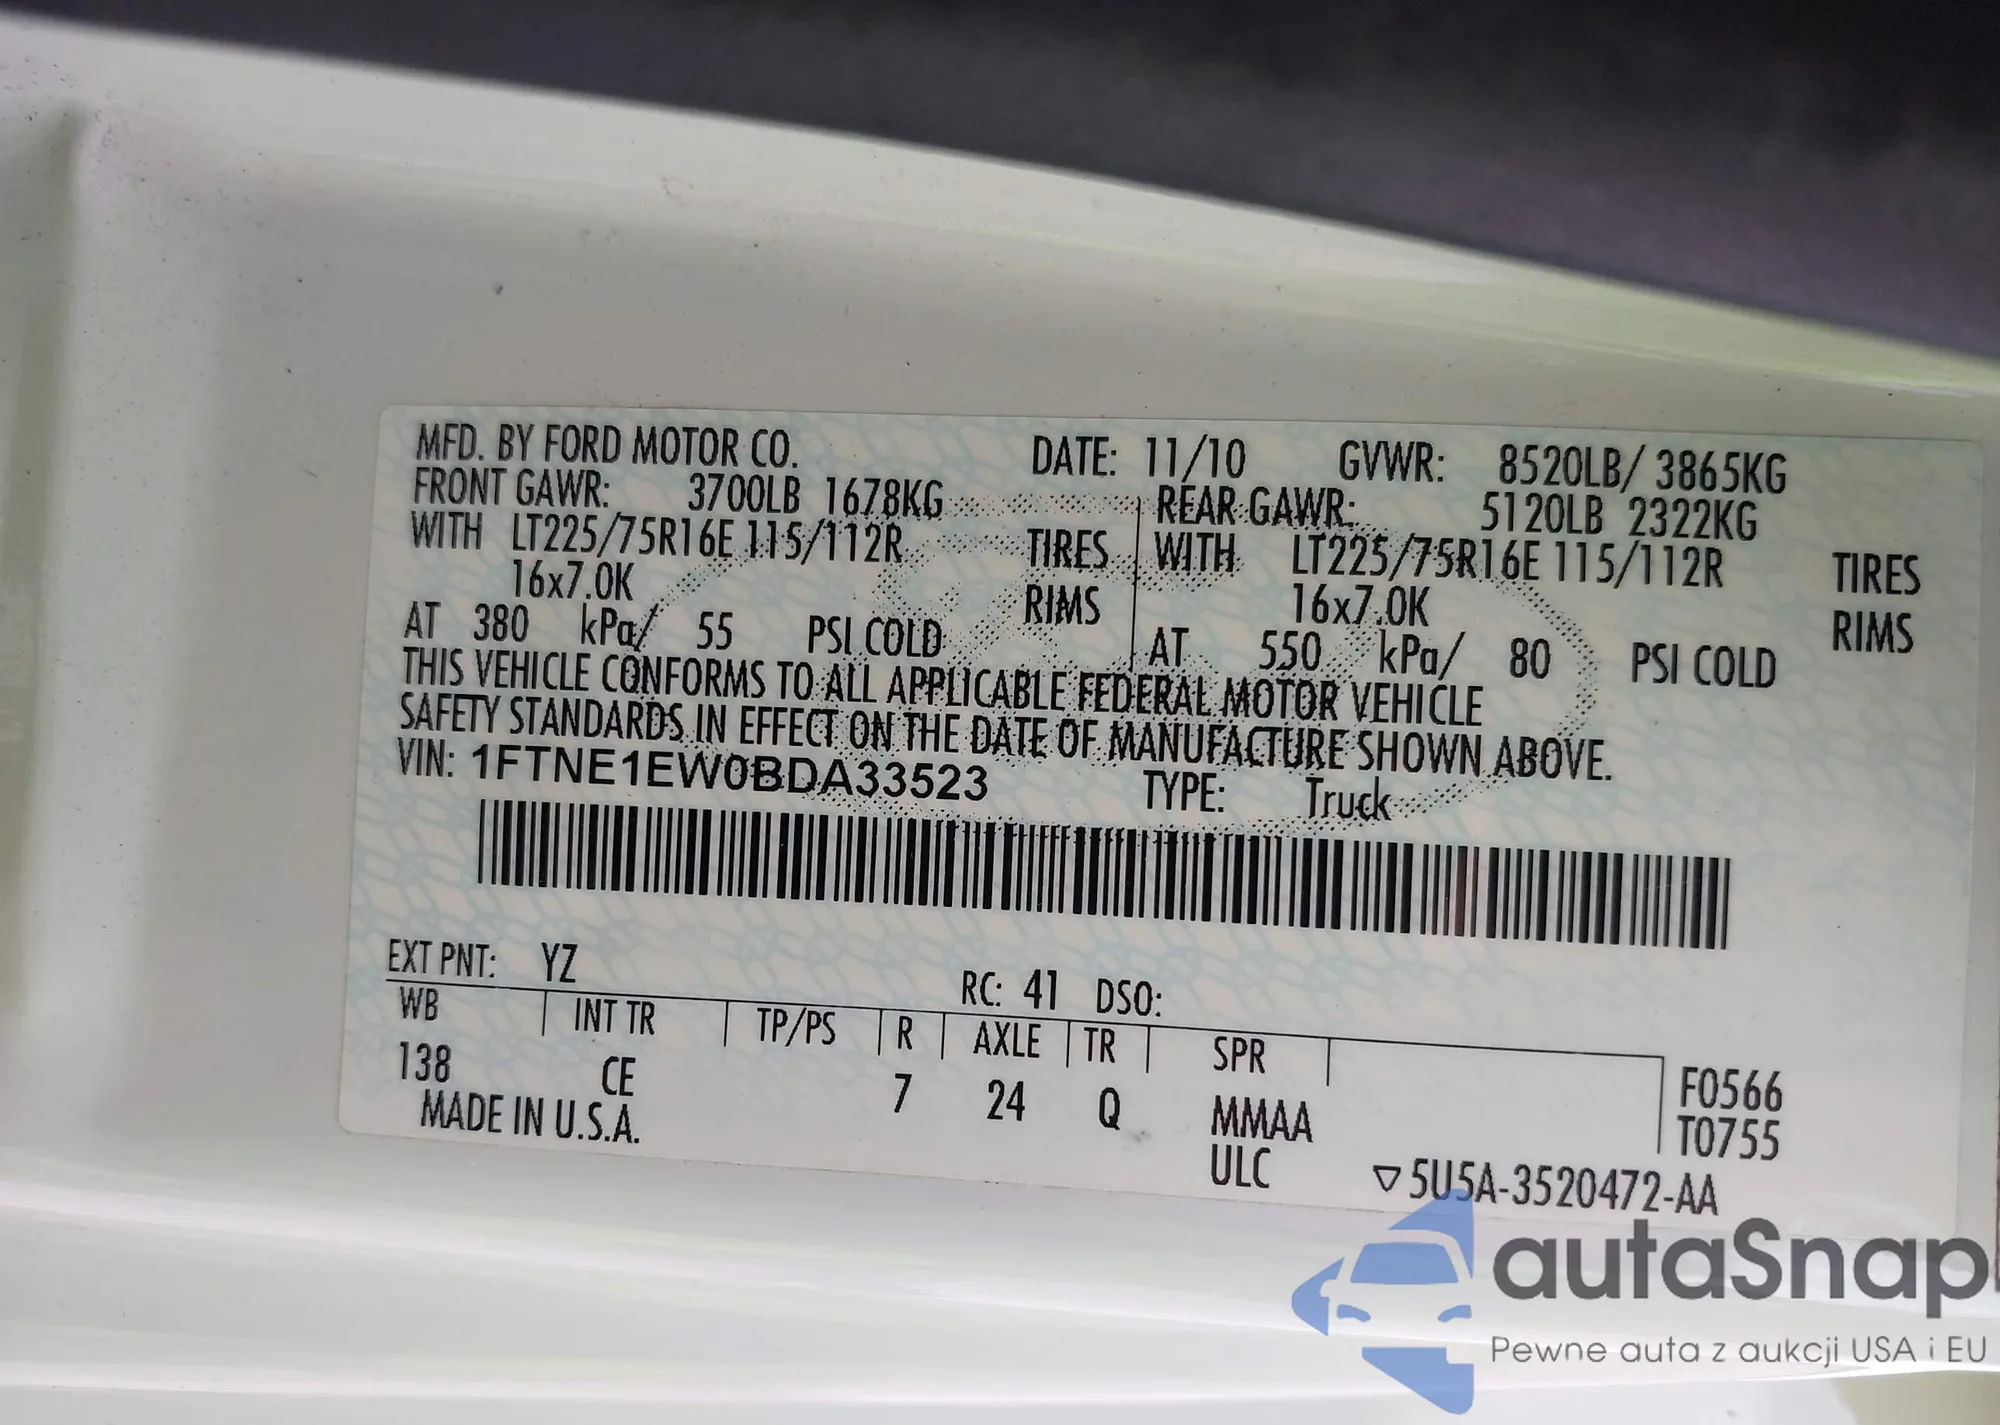 MFD. BY FORD MOTOR CO. DATE: 11/10 GVWR: 8520LB/ 3865KG
FRONT GAWR: 3700LB 1678KG REAR GAWR: 5120LB 2322KG
WITH LT225/75R16E 115/112R TIRES WITH LT225/75R16E 115/112R TIRES
16x7.0K RIMS 16x7.0K RIMS
AT 380 kPa/ 55 PSI COLD AT 550 kPa/ 80 PSI COLD
THIS VEHICLE CONFORMS TO ALL APPLICABLE FEDERAL MOTOR VEHICLE
SAFETY STANDARDS IN EFFECT ON THE DATE OF MANUFACTURE SHOWN ABOVE.
VIN: 1FTNE1EW0BDA33523 TYPE: Truck
EXT PNT: YZ RC: 41 DSO:
WB INT TR TP/PS R AXLE TR SPR
138 CE 7 24 Q MMAA F0566
MADE IN U.S.A. ULC T0755
▽5U5A-3520472-AA
autaSnap
Pewne auta z aukcji USA i EU